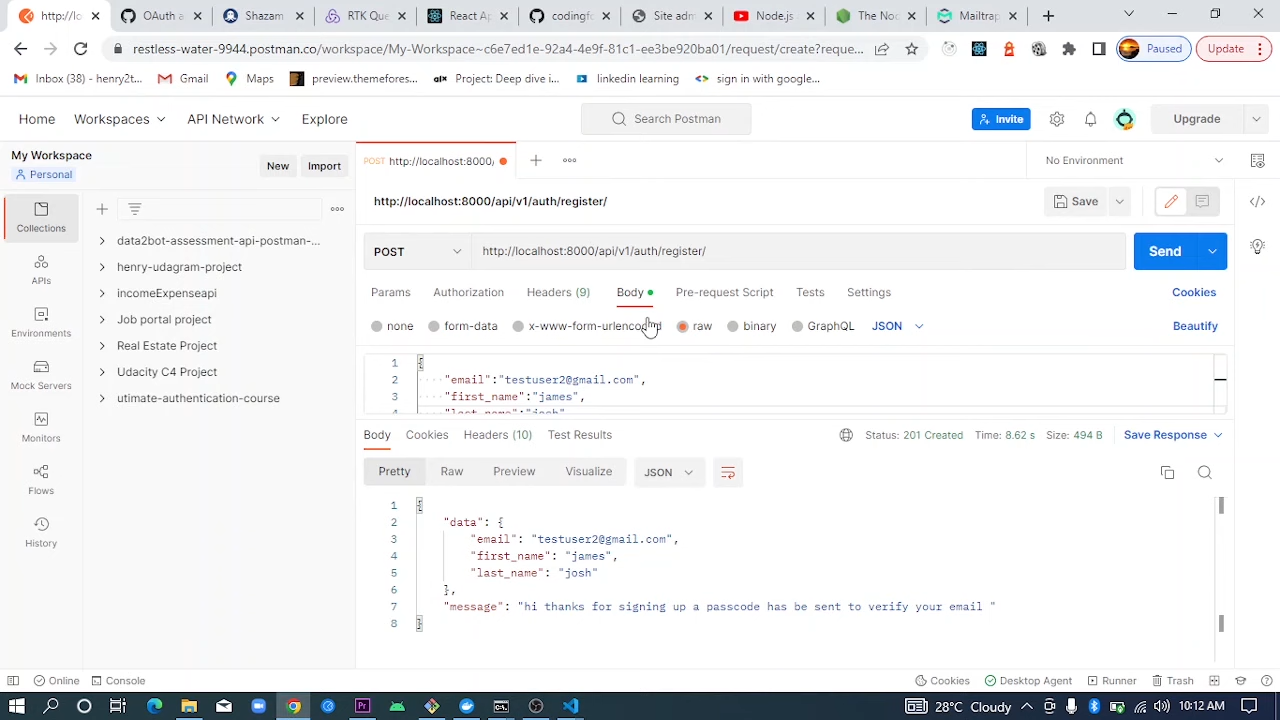 http://lo
OAuth a
Shazam
RTK Que
React Ap
codingfo
Site adm
Node.js
The Nod
Mailtrap
restless-water-9944.postman.co/workspace/My-Workspace~c6e7ed1e-92a4-4e9f-81c1-ee3be920ba01/request/create?reque...
Paused
Update
Inbox (38) - henry2t...
Gmail
Maps
preview.themefores...
Project: Deep dive i...
linkedin learning
sign in with google...
Home
Workspaces
API Network
Explore
Search Postman
Invite
Upgrade
My Workspace
Personal
New
Import
POST http://localhost:8000/
No Environment
http://localhost:8000/api/v1/auth/register/
Save
Collections
APIs
Environments
Mock Servers
Monitors
Flows
History
data2bot-assessment-api-postman-...
henry-udagram-project
incomeExpenseapi
Job portal project
Real Estate Project
Udacity C4 Project
utimate-authentication-course
POST
http://localhost:8000/api/v1/auth/register/
Send
Params
Authorization
Headers (9)
Body
Pre-request Script
Tests
Settings
Cookies
none
form-data
x-www-form-urlencoded
raw
binary
GraphQL
JSON
Beautify
1 {
2 "email":"testuser2@gmail.com",
3 "first_name":"james",
4 "last_name":"josh"
Body
Cookies
Headers (10)
Test Results
Status: 201 Created
Time: 8.62 s
Size: 494 B
Save Response
Pretty
Raw
Preview
Visualize
JSON
1 {
2 "data": {
3 "email": "testuser2@gmail.com",
4 "first_name": "james",
5 "last_name": "josh"
6 },
7 "message": "hi thanks for signing up a passcode has be sent to verify your email "
8 }
Online
Console
Cookies
Desktop Agent
Runner
Trash
28°C Cloudy
10:12 AM